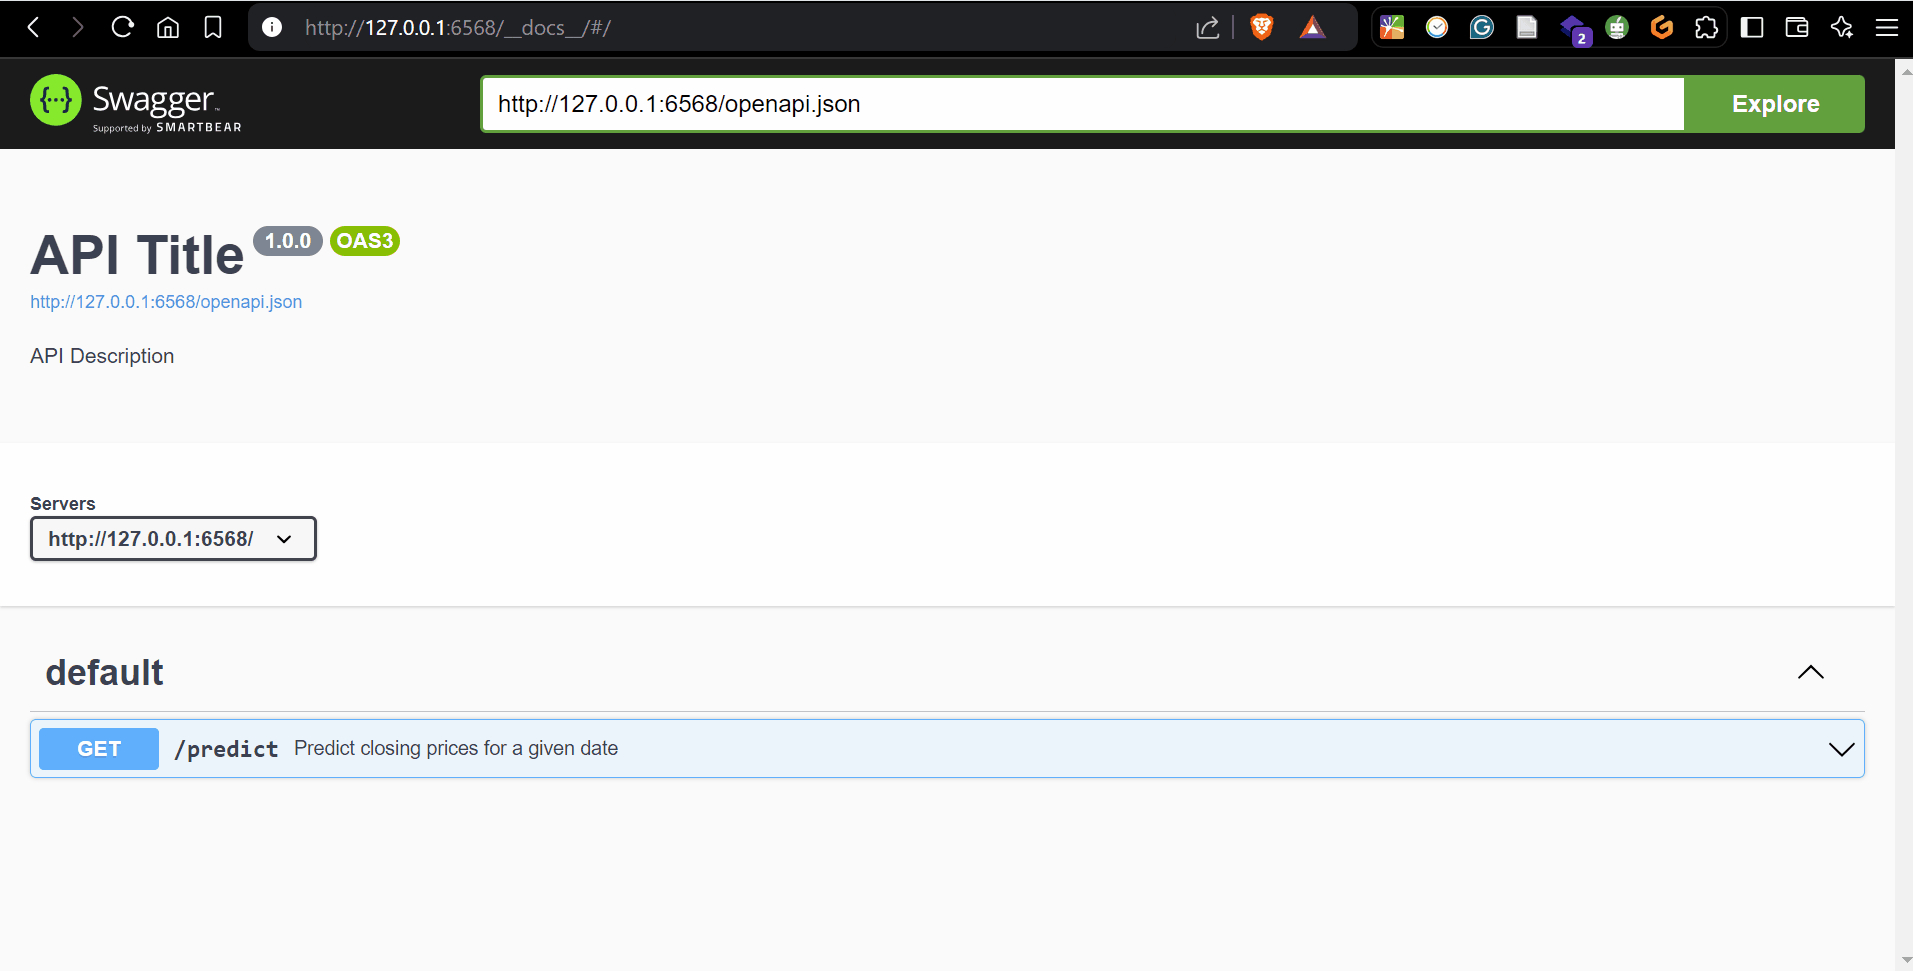 http://127.0.0.1:6568/__docs__/#/
2
{···}
Swagger™
Supported by SMARTBEAR
http://127.0.0.1:6568/openapi.json
Explore
API Title 1.0.0 OAS3
http://127.0.0.1:6568/openapi.json
API Description
Servers
http://127.0.0.1:6568/
default
GET /predict Predict closing prices for a given date